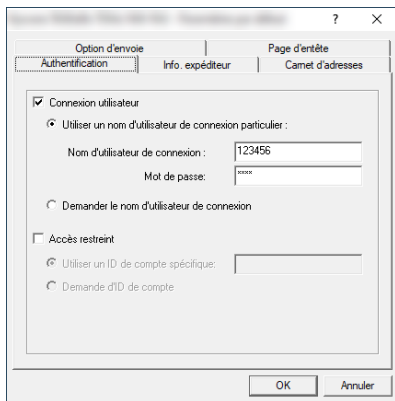 Option d'envoie Page d'entête
Authentification Info. expéditeur Carnet d'adresses
Connexion utilisateur
Utiliser un nom d'utilisateur de connexion particulier :
Nom d'utilisateur de connexion : 123456
Mot de passe: ****
Demander le nom d'utilisateur de connexion
Accès restreint
Utiliser un ID de compte spécifique:
Demande d'ID de compte
OK Annuler